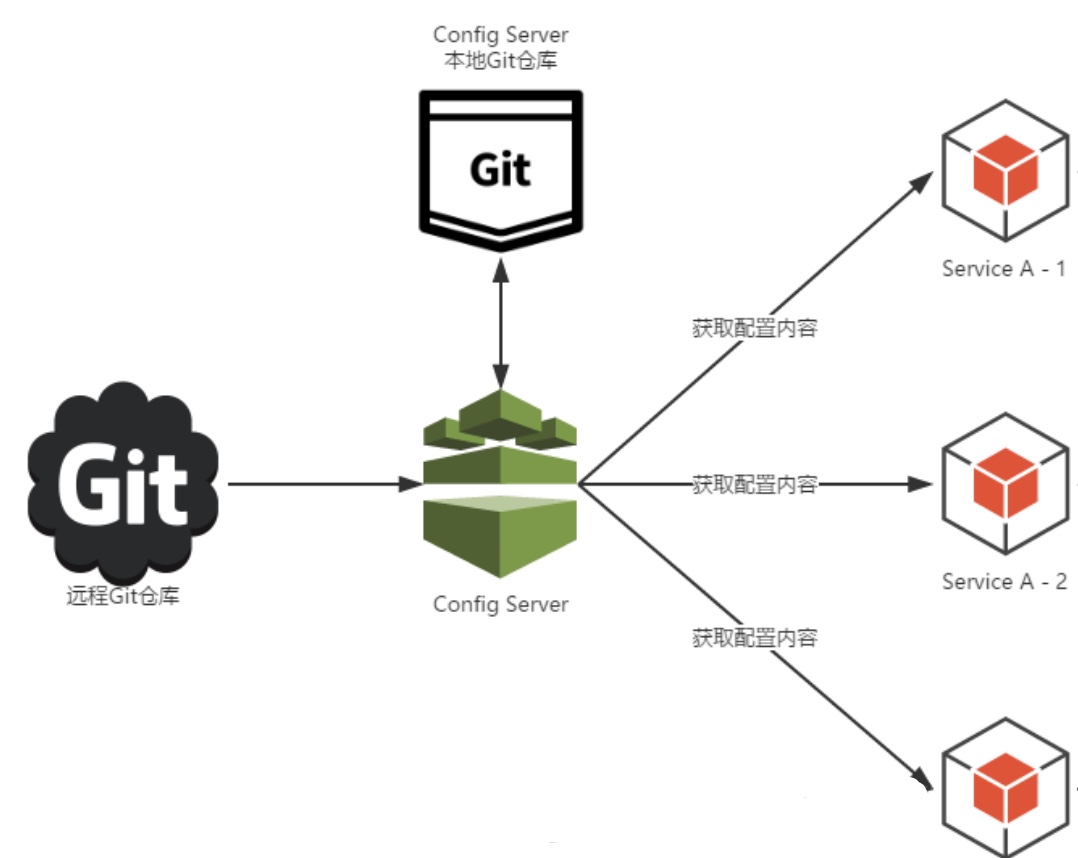 Config Server
本地Git仓库
Git
Service A - 1
获取配置内容
Git
获取配置内容
远程Git仓库
Config Server
Service A - 2
获取配置内容